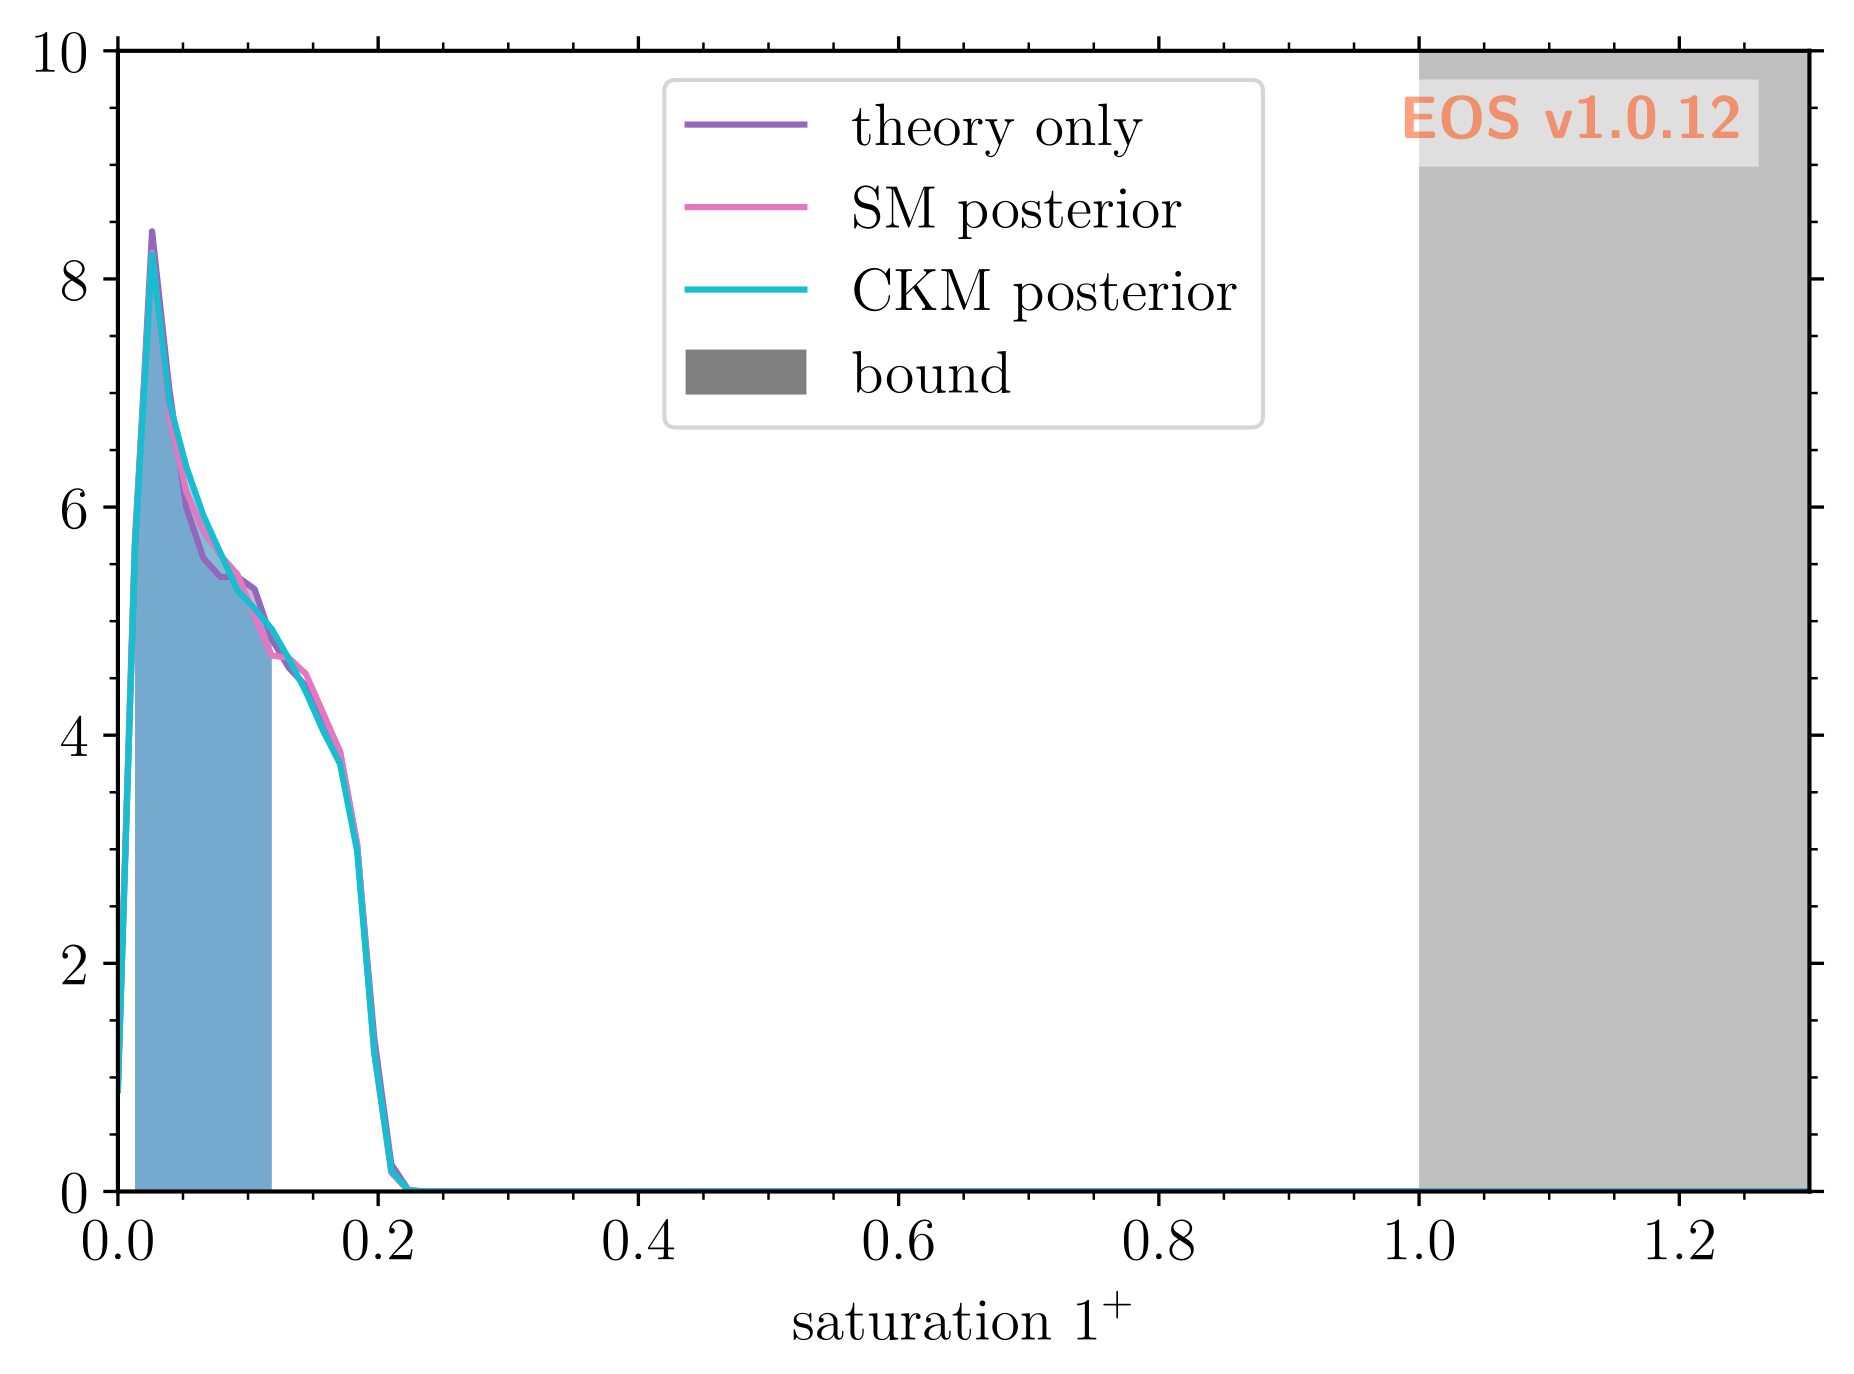 10
8
6
4
2
0
theory only
SM posterior
CKM posterior
bound
EOS v1.0.12
0.0 0.2 0.4 0.6 0.8 1.0 1.2
saturation 1⁺